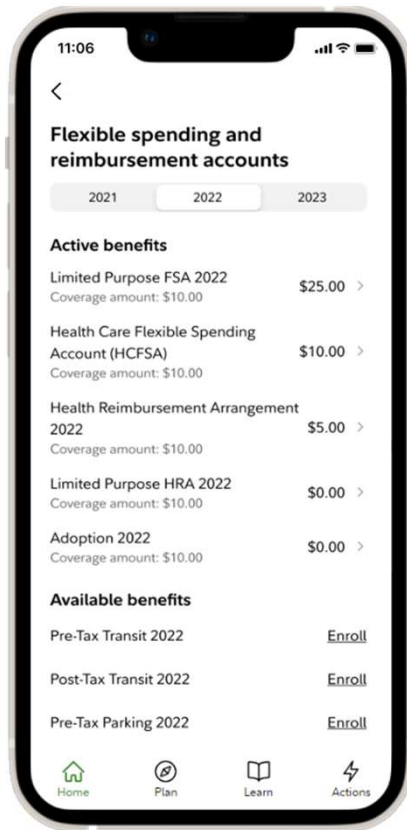 11:06
Flexible spending and
reimbursement accounts
2021 2022 2023
Active benefits
Limited Purpose FSA 2022 $25.00
Coverage amount: $10.00
Health Care Flexible Spending
Account (HCFSA) $10.00
Coverage amount: $10.00
Health Reimbursement Arrangement
2022 $5.00
Coverage amount: $10.00
Limited Purpose HRA 2022 $0.00
Coverage amount: $10.00
Adoption 2022 $0.00
Coverage amount: $10.00
Available benefits
Pre-Tax Transit 2022 Enroll
Post-Tax Transit 2022 Enroll
Pre-Tax Parking 2022 Enroll
Home Plan Learn Actions